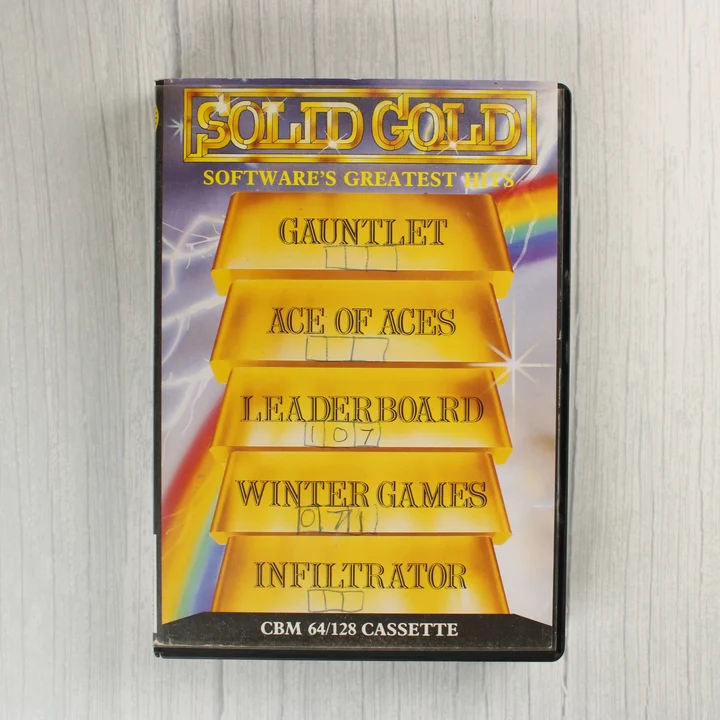 SOLID GOLD
SOFTWARE'S GREATEST HITS
GAUNTLET
ACE OF ACES
LEADERBOARD
107
WINTER GAMES
071
INFILTRATOR
CBM 64/128 CASSETTE